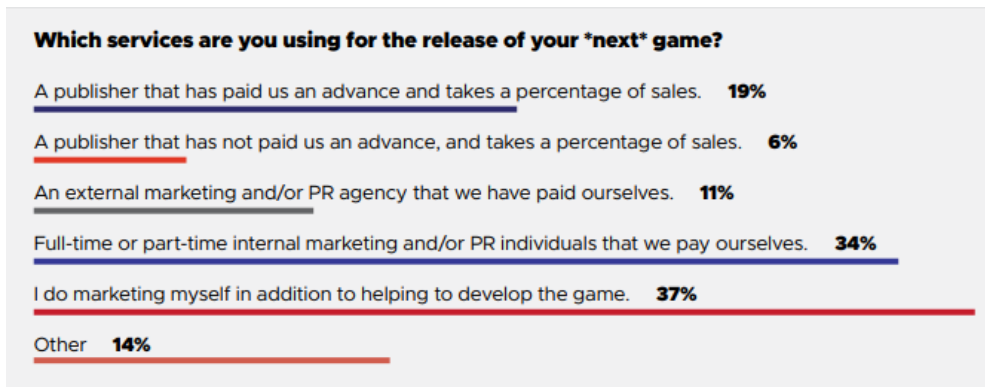 Which services are you using for the release of your *next* game?
A publisher that has paid us an advance and takes a percentage of sales. 19%
A publisher that has not paid us an advance, and takes a percentage of sales. 6%
An external marketing and/or PR agency that we have paid ourselves. 11%
Full-time or part-time internal marketing and/or PR individuals that we pay ourselves. 34%
I do marketing myself in addition to helping to develop the game. 37%
Other 14%